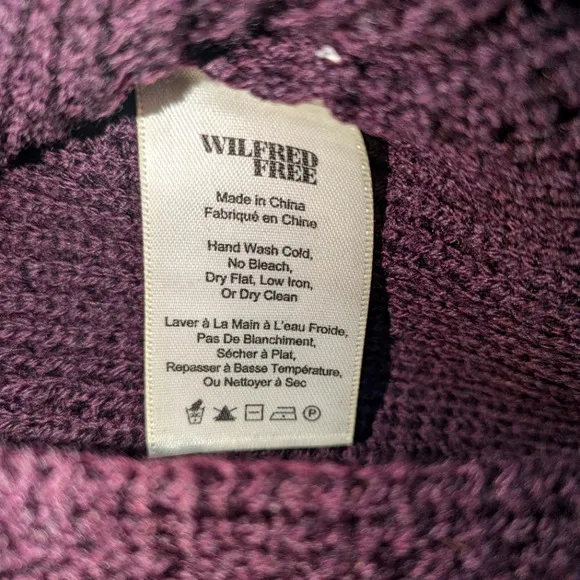 WILFRED
FREE
Made in China
Fabriqué en Chine
Hand Wash Cold,
No Bleach,
Dry Flat, Low Iron,
Or Dry Clean
Laver à La Main à L'eau Froide,
Pas De Blanchiment,
Sécher à Plat,
Repasser à Basse Température,
Ou Nettoyer à Sec
P